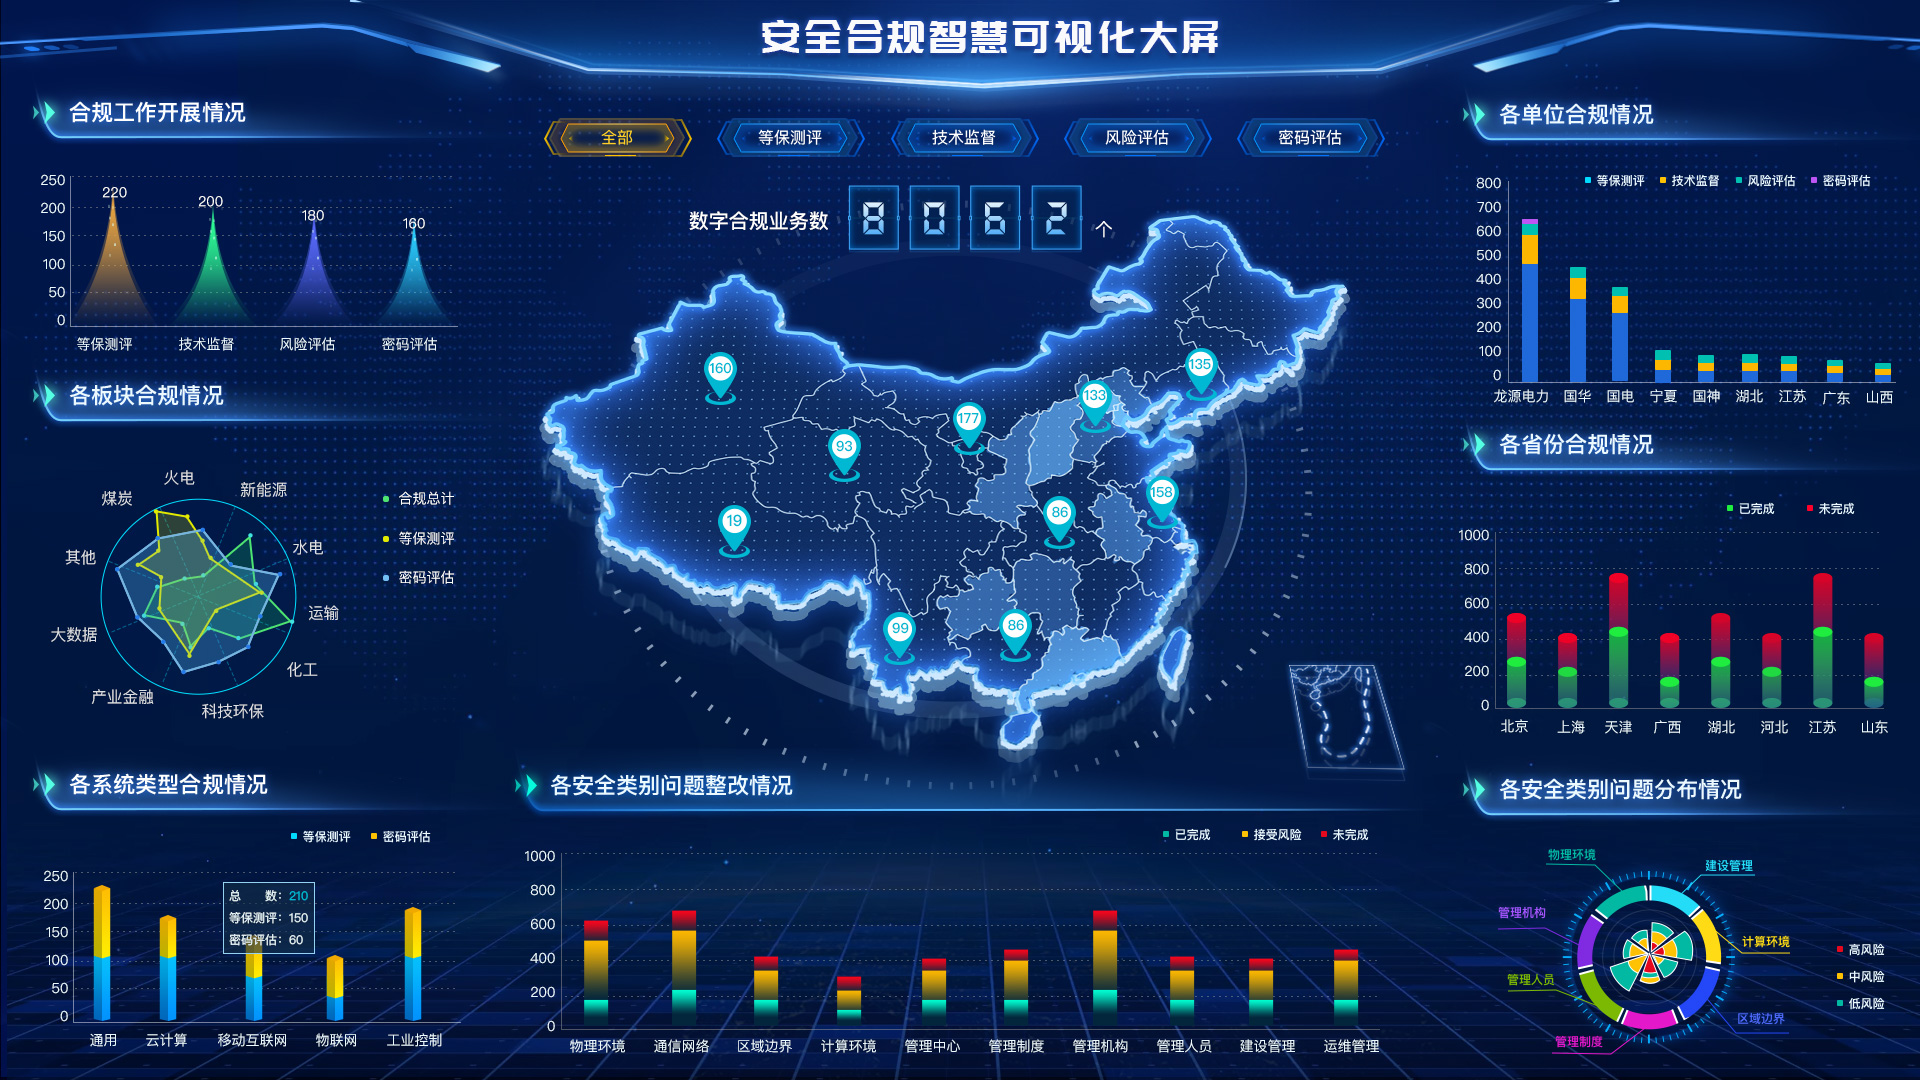 安全合规智慧可视化大屏
合规工作开展情况
250
200
150
100
50
0
220
200
180
160
等保测评 技术监督 风险评估 密码评估
各板块合规情况
火电
新能源
水电
运输
化工
科技环保
产业金融
大数据
其他
煤炭
合规总计
等保测评
密码评估
各系统类型合规情况
等保测评 密码评估
250
200
150
100
50
0
总 数: 210
等保测评: 150
密码评估: 60
通用 云计算 移动互联网 物联网 工业控制
全部 等保测评 技术监督 风险评估 密码评估
数字合规业务数 8 0 6 2 个
160
135
133
177
93
158
86
19
99
86
各安全类别问题整改情况
已完成 接受风险 未完成
1000
800
600
400
200
0
物理环境 通信网络 区域边界 计算环境 管理中心 管理制度 管理机构 管理人员 建设管理 运维管理
各单位合规情况
等保测评 技术监督 风险评估 密码评估
800
700
600
500
400
300
200
100
0
龙源电力 国华 国电 宁夏 国神 湖北 江苏 广东 山西
各省份合规情况
已完成 未完成
1000
800
600
400
200
0
北京 上海 天津 广西 湖北 河北 江苏 山东
各安全类别问题分布情况
物理环境
建设管理
管理机构
计算环境
管理人员
区域边界
管理制度
高风险
中风险
低风险